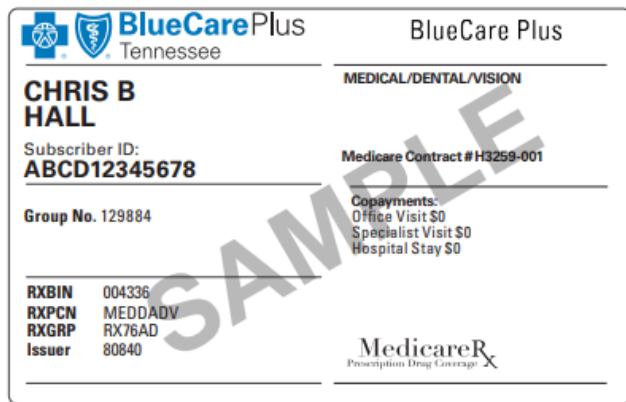 BlueCare Plus
Tennessee
CHRIS B
HALL
Subscriber ID:
ABCD12345678
Group No. 129884
RXBIN 004336
RXPCN MEDDADV
RXGRP RX76AD
Issuer 80840
BlueCare Plus
MEDICAL/DENTAL/VISION
Medicare Contract # H3259-001
Copayments:
Office Visit $0
Specialist Visit $0
Hospital Stay $0
MedicareRx
Prescription Drug Coverage
SAMPLE